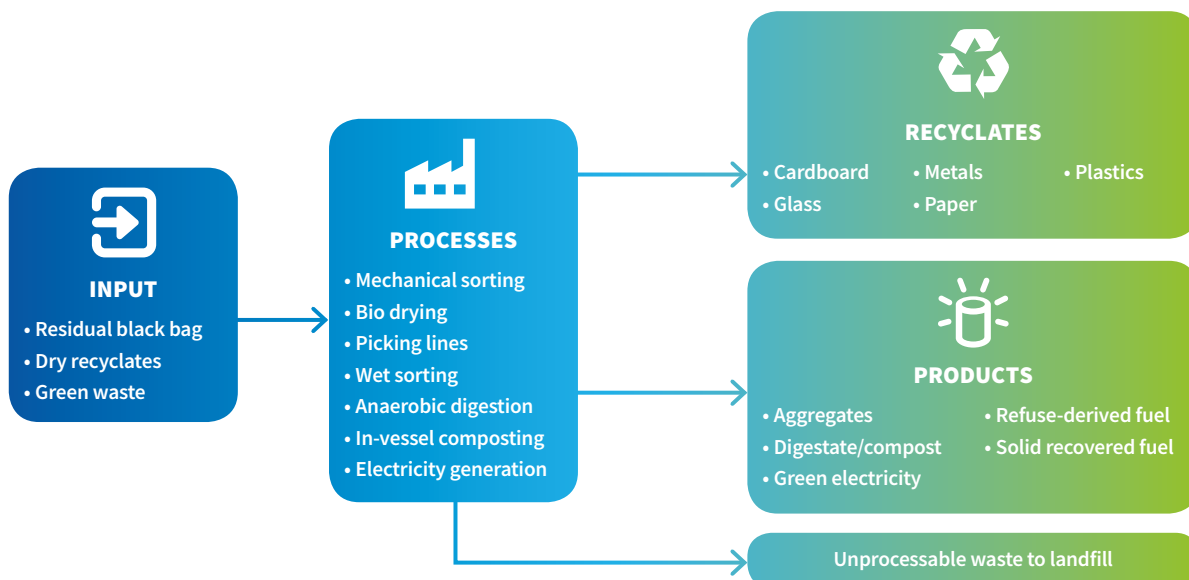 INPUT
• Residual black bag
• Dry recyclates
• Green waste
PROCESSES
• Mechanical sorting
• Bio drying
• Picking lines
• Wet sorting
• Anaerobic digestion
• In-vessel composting
• Electricity generation
RECYCLATES
• Cardboard
• Glass
• Metals
• Paper
• Plastics
PRODUCTS
• Aggregates
• Digestate/compost
• Green electricity
• Refuse-derived fuel
• Solid recovered fuel
Unprocessable waste to landfill